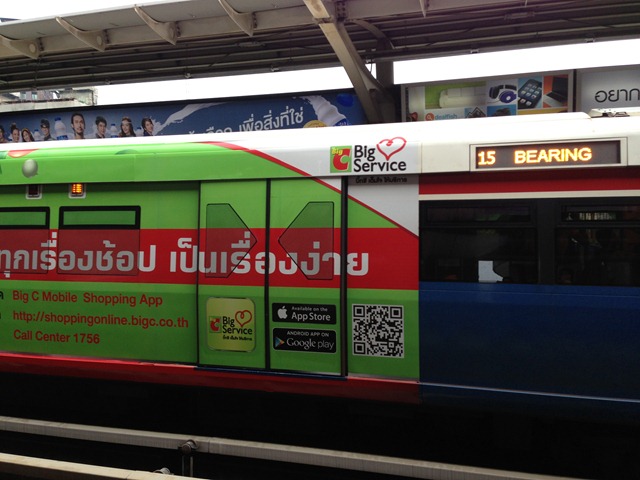 เพื่อสิ่งที่ใช่
อยาก
Big C
Big
Service
15 BEARING
ทุกเรื่องช้อป เป็นเรื่องง่าย
Big C Mobile Shopping App
http://shoppingonline.bigc.co.th
Call Center 1756
Big C
Big
Service
Available on the
App Store
ANDROID APP ON
Google play